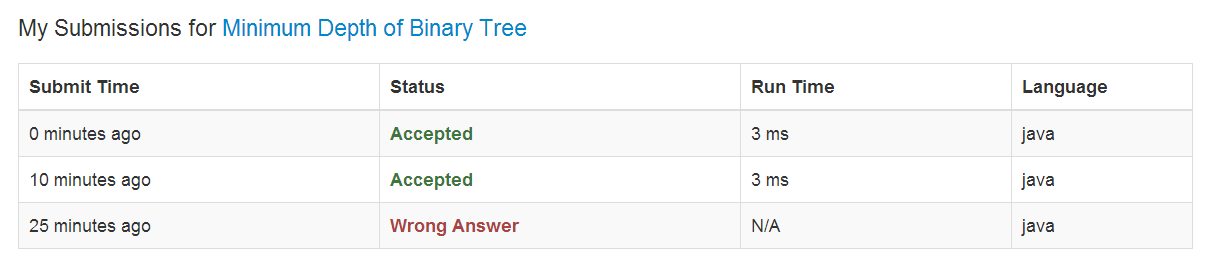 My Submissions for Minimum Depth of Binary Tree
Submit Time Status Run Time Language
0 minutes ago Accepted 3 ms java
10 minutes ago Accepted 3 ms java
25 minutes ago Wrong Answer N/A java